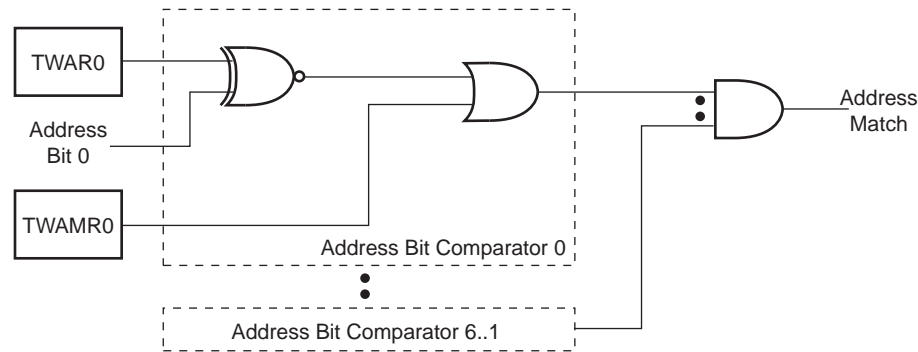 TWAR0
Address
Bit 0
TWAMR0
Address Bit Comparator 0
Address Bit Comparator 6..1
Address
Match